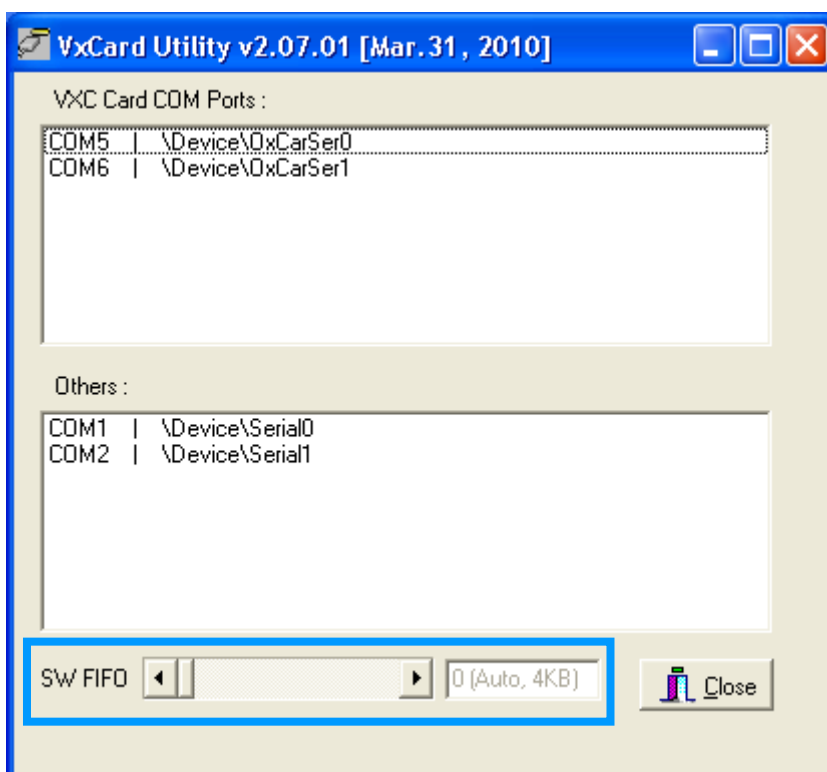 VxCard Utility v2.07.01 [Mar.31, 2010]
VXC Card COM Ports :
COM5 | \Device\OxCarSer0
COM6 | \Device\OxCarSer1
Others :
COM1 | \Device\Serial0
COM2 | \Device\Serial1
SW FIFO 0 (Auto, 4KB) Close